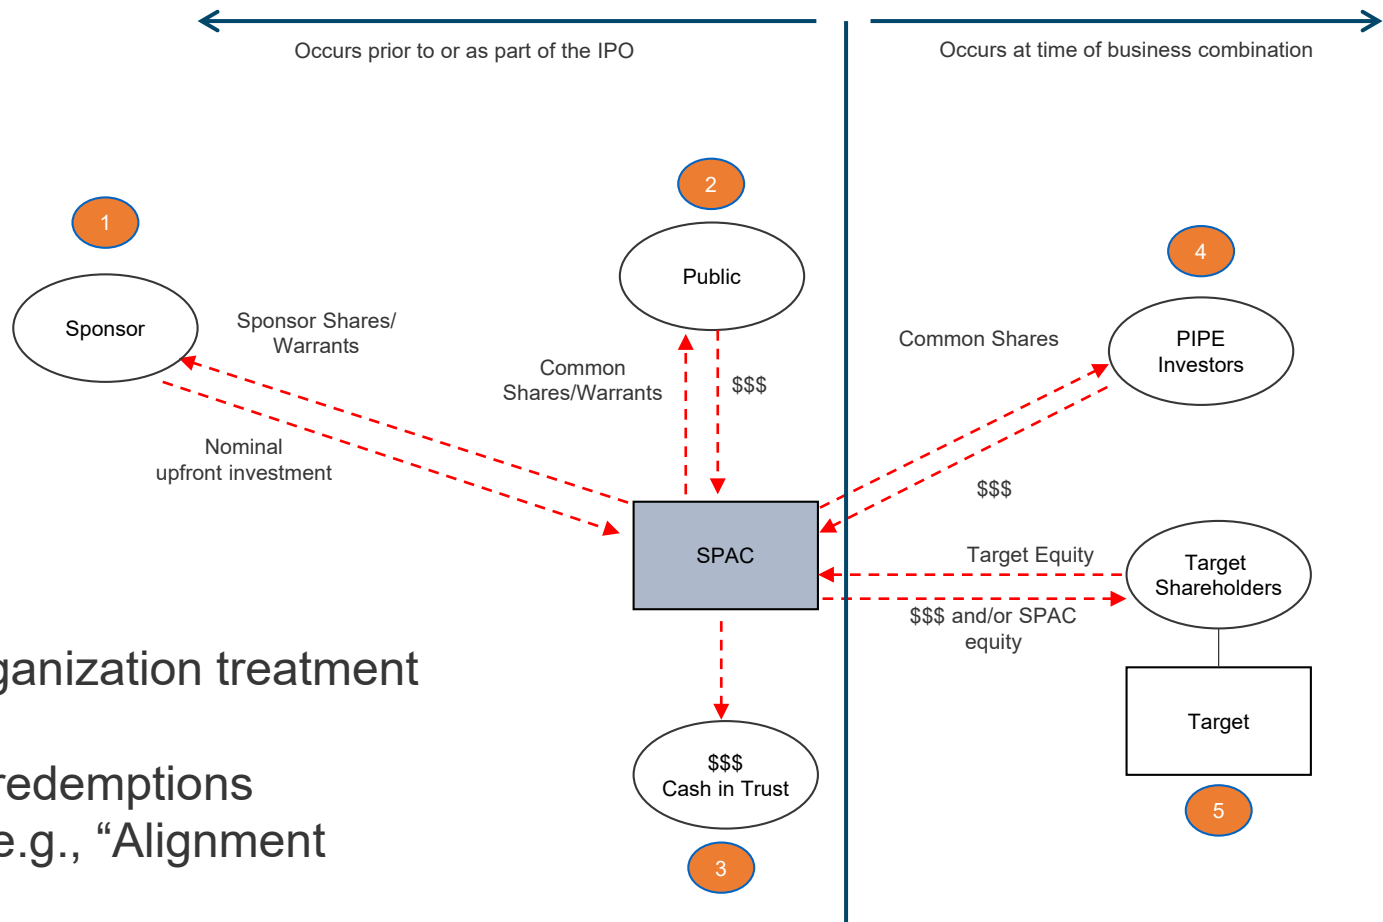 Occurs prior to or as part of the IPO
Occurs at time of business combination
1
2
4
Sponsor
Public
PIPE
Investors
Sponsor Shares/
Warrants
Common
Shares/Warrants
$$$
Common Shares
Nominal
upfront investment
$$$
SPAC
Target Equity
Target
Shareholders
$$$ and/or SPAC
equity
ganization treatment
Target
$$$
Cash in Trust
redemptions
e.g., “Alignment
5
3